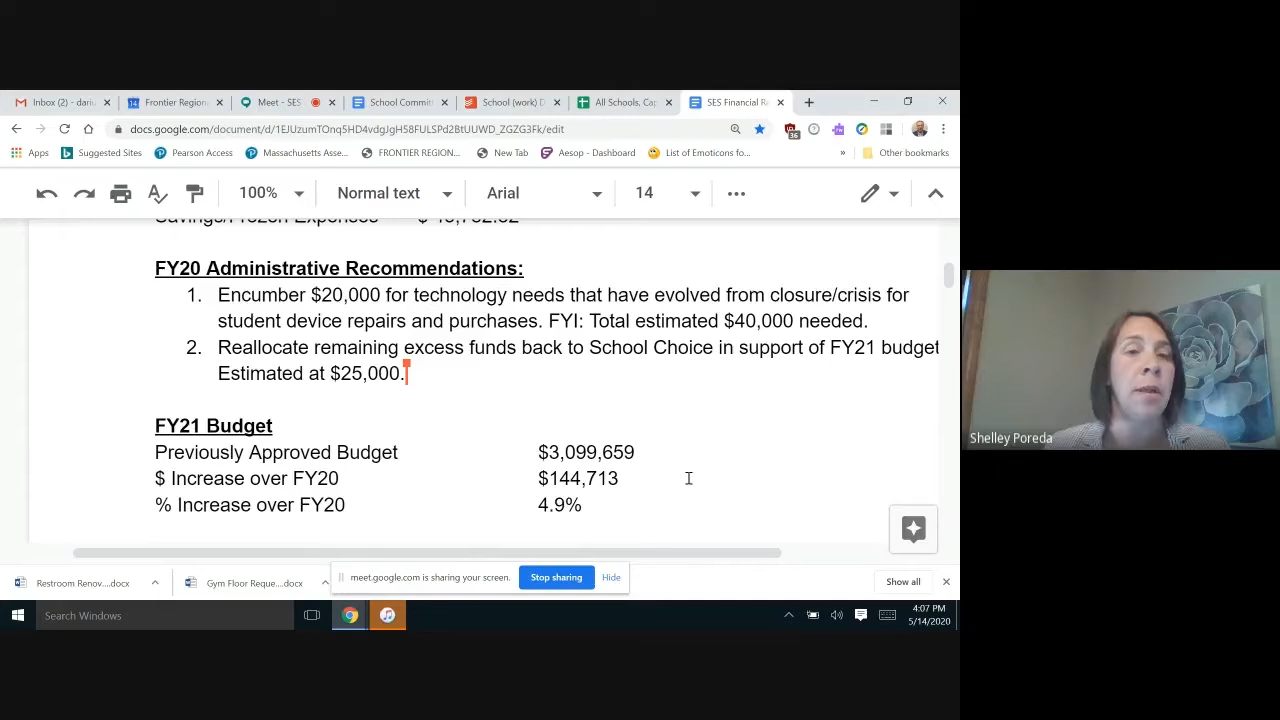 Inbox (2) - dariu
Frontier Regiona
Meet - SES
School Committ
School (work) D
All Schools, Cap
SES Financial Re
docs.google.com/document/d/1EJUzumTOnq5HD4vdgJgH58FULSPd2BtUUWD_ZGZG3Fk/edit
36
Apps
Suggested Sites
Pearson Access
Massachusetts Asse...
FRONTIER REGION...
New Tab
Aesop - Dashboard
List of Emoticons fo...
»
Other bookmarks
100%
Normal text
Arial
14
FY20 Administrative Recommendations:
1. Encumber $20,000 for technology needs that have evolved from closure/crisis for
student device repairs and purchases. FYI: Total estimated $40,000 needed.
2. Reallocate remaining excess funds back to School Choice in support of FY21 budget
Estimated at $25,000.
FY21 Budget
Previously Approved Budget $3,099,659
$ Increase over FY20 $144,713
% Increase over FY20 4.9%
Shelley Poreda
Restroom Renov....docx
Gym Floor Reque....docx
meet.google.com is sharing your screen.
Stop sharing
Hide
Show all
Search Windows
4:07 PM
5/14/2020